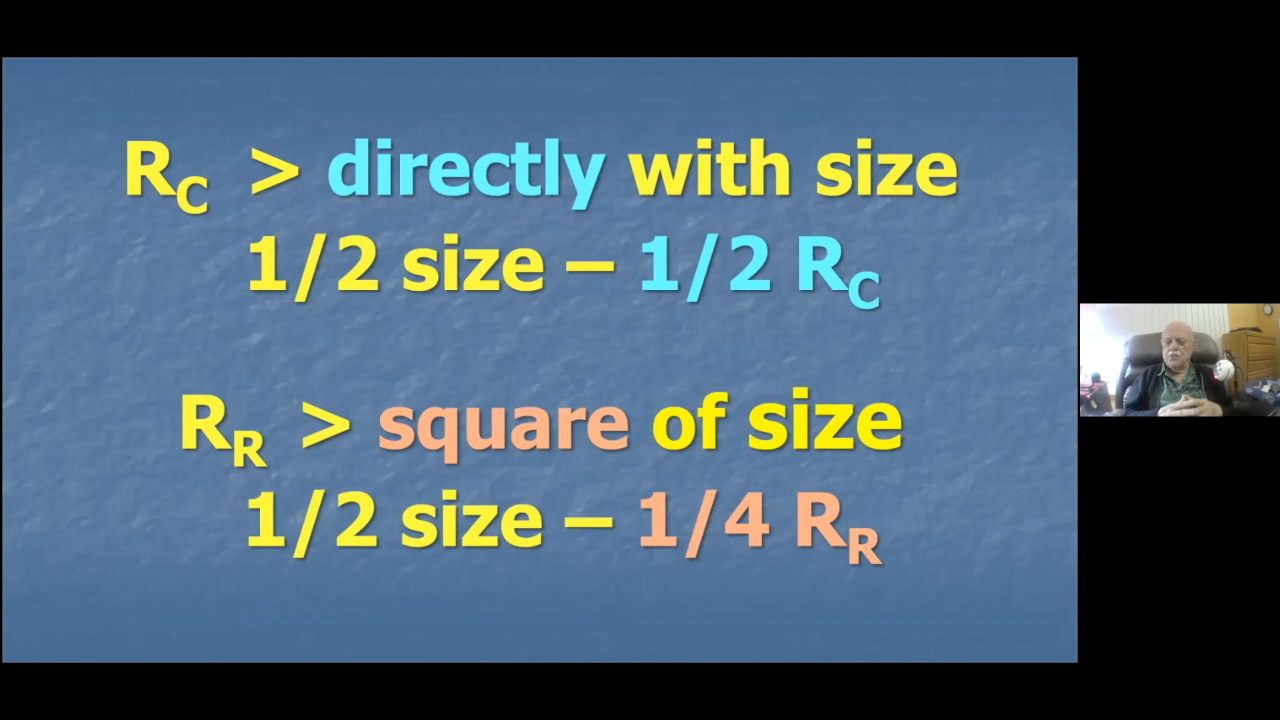 R_C > directly with size
1/2 size – 1/2 R_C
R_R > square of size
1/2 size – 1/4 R_R